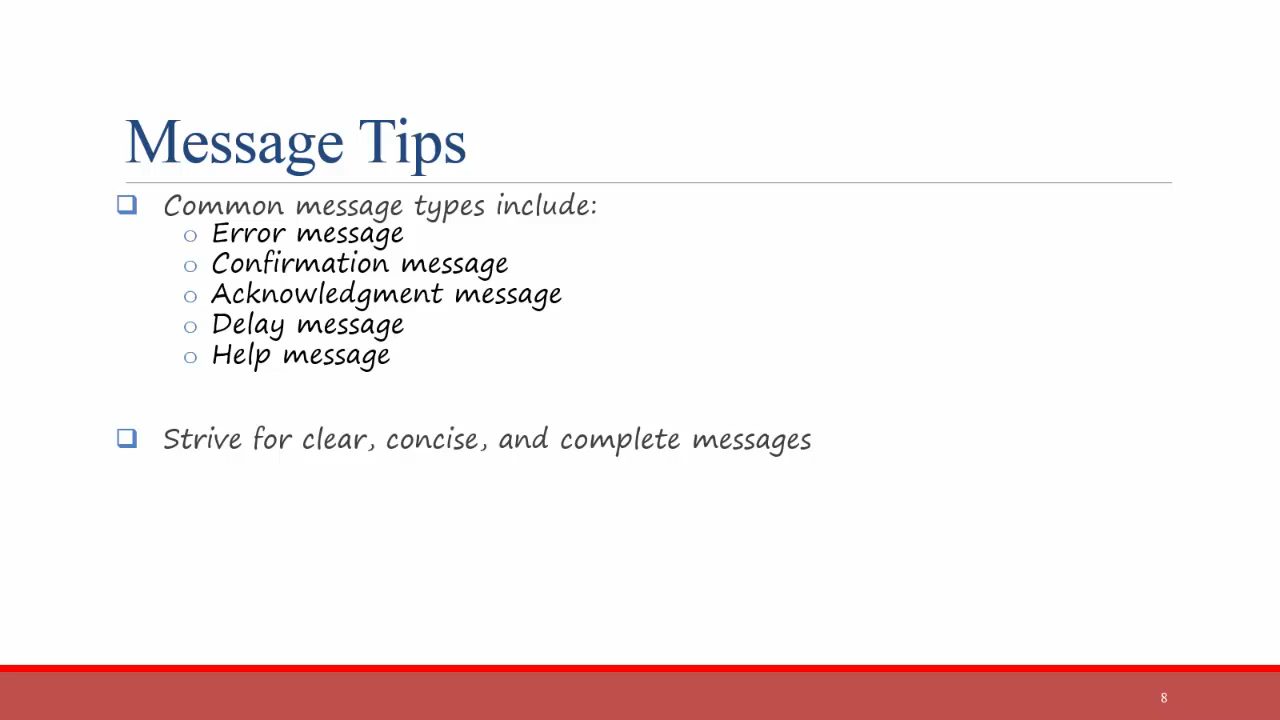 Message Tips
Common message types include:
Error message
Confirmation message
Acknowledgment message
Delay message
Help message
Strive for clear, concise, and complete messages
8